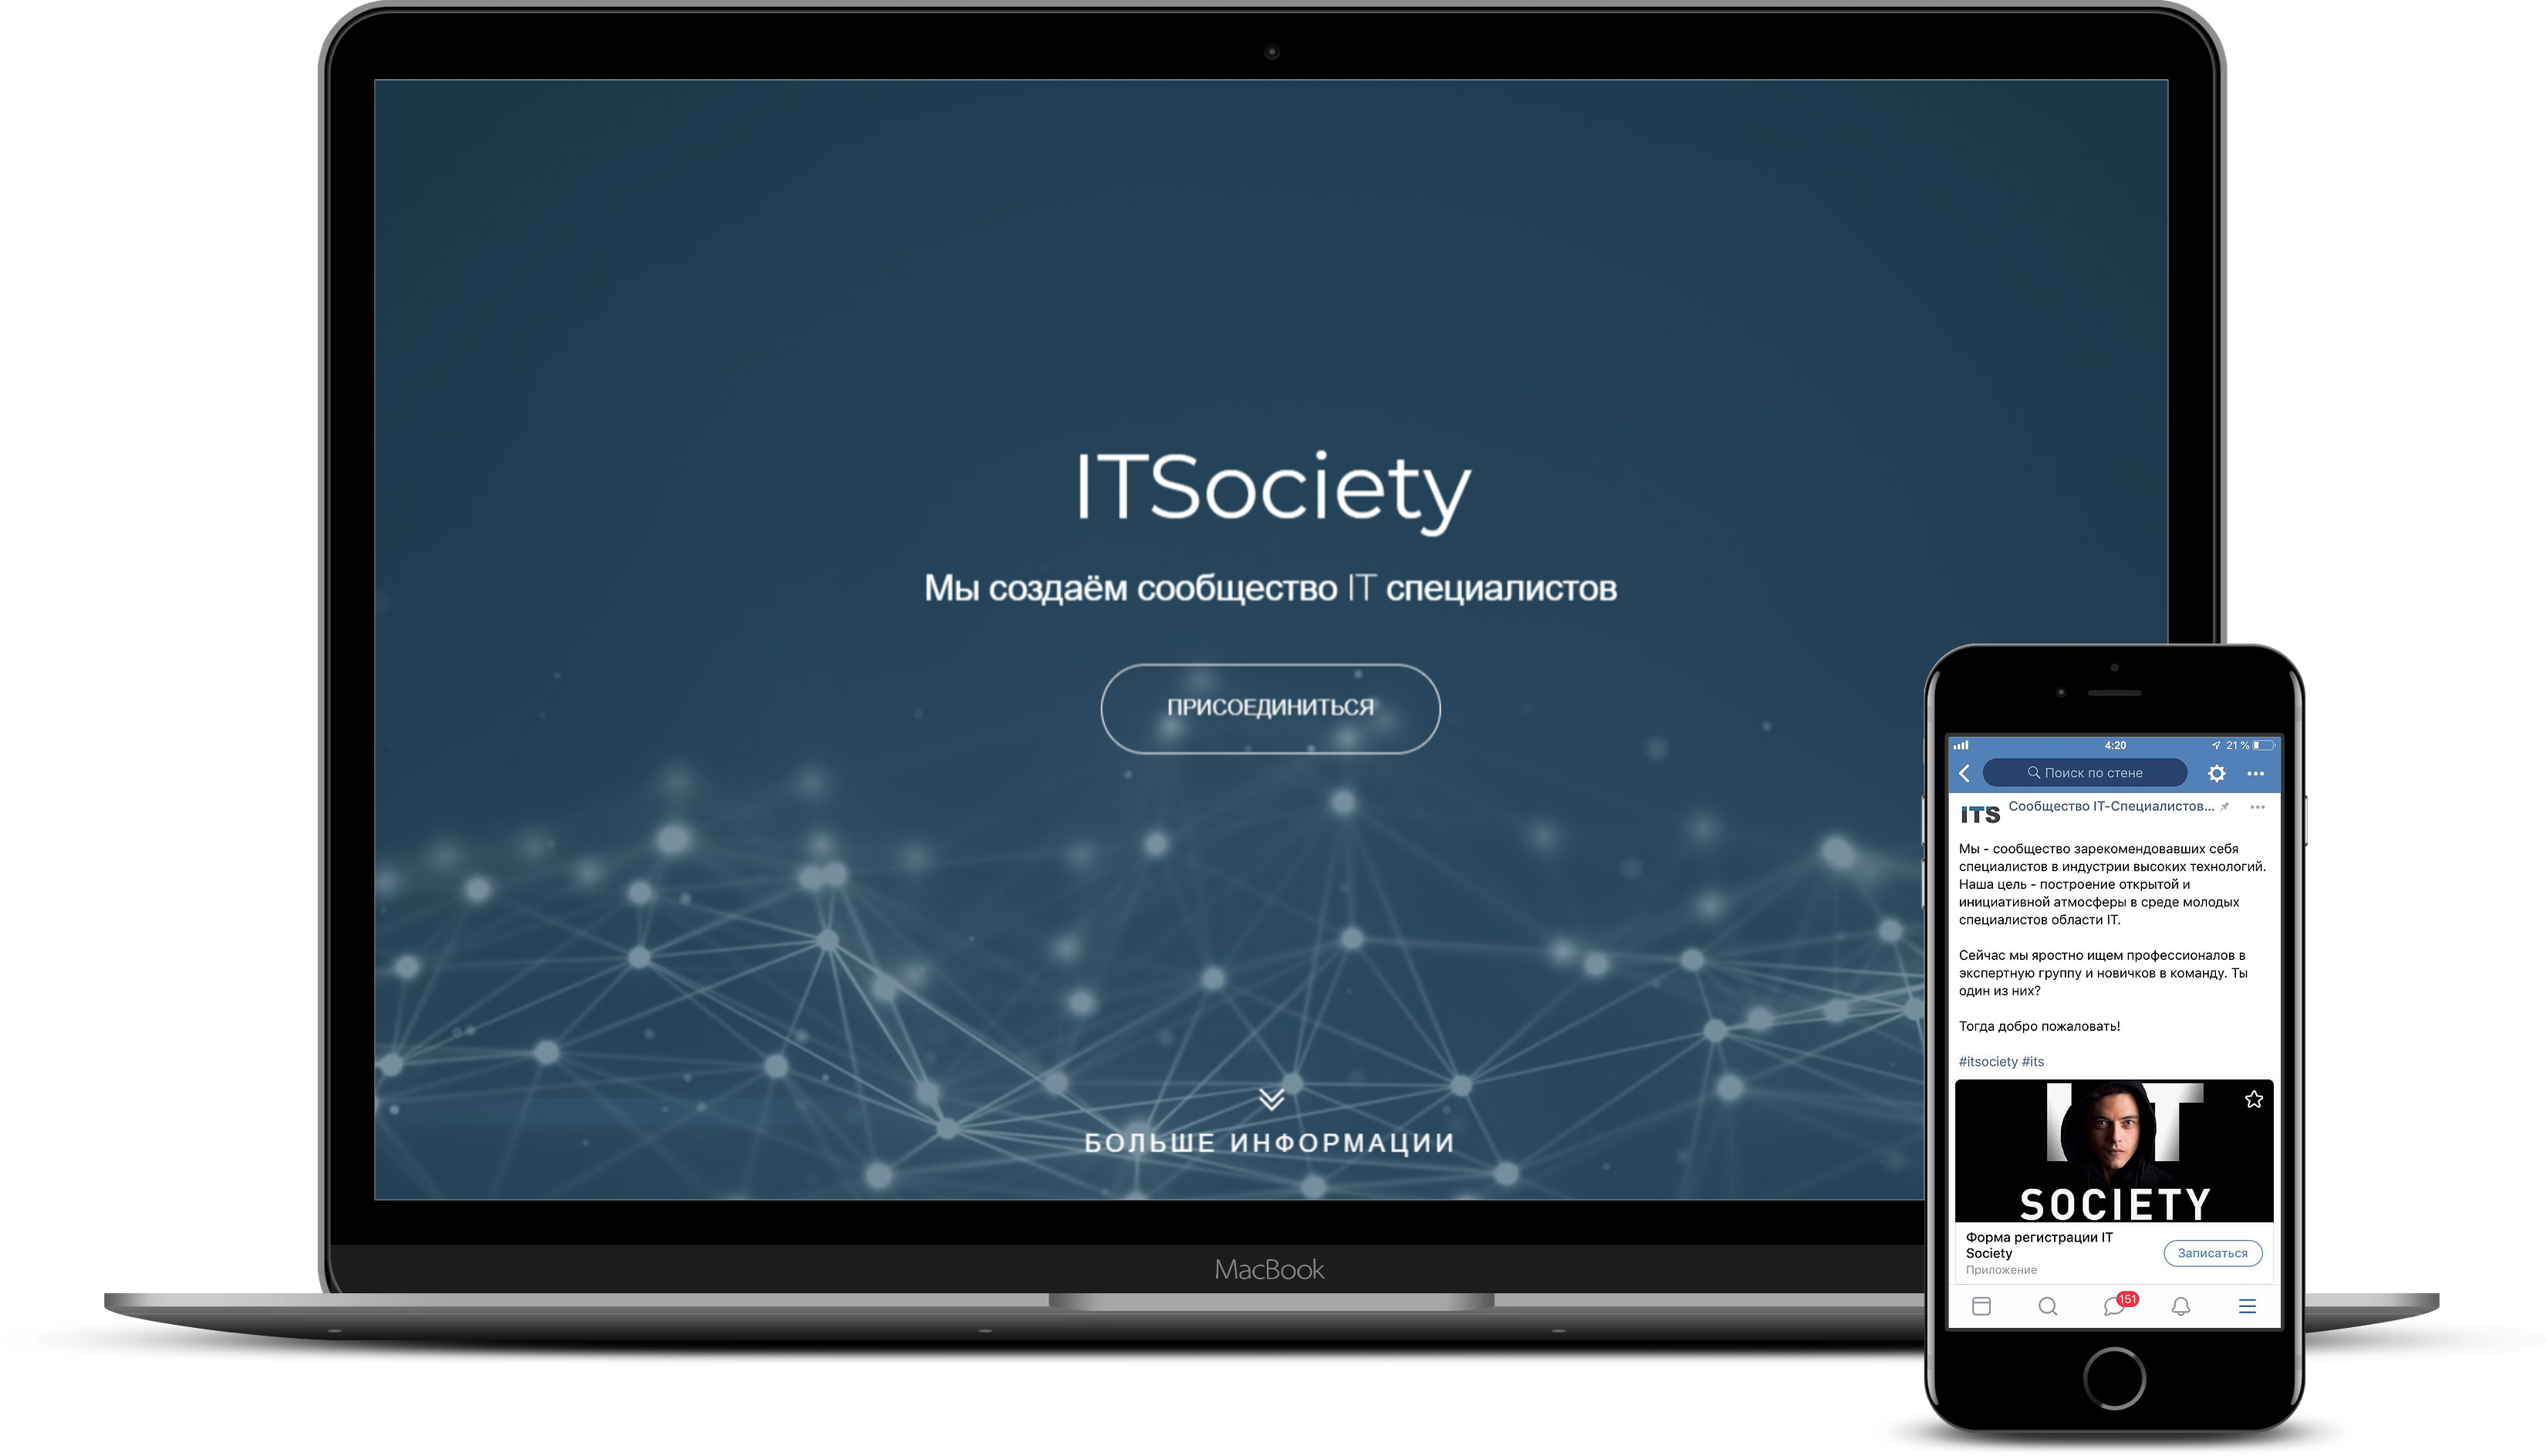 ITSociety
Мы создаём сообщество IT специалистов
ПРИСОЕДИНИТЬСЯ
БОЛЬШЕ ИНФОРМАЦИИ
MacBook
4:20
21 %
Поиск по стене
ITS
Сообщество IT-Специалистов...
Мы - сообщество зарекомендовавших себя
специалистов в индустрии высоких технологий.
Наша цель - построение открытой и
инициативной атмосферы в среде молодых
специалистов области IT.
Сейчас мы яростно ищем профессионалов в
экспертную группу и новичков в команду. Ты
один из них?
Тогда добро пожаловать!
#itsociety #its
IT
SOCIETY
Форма регистрации IT
Society
Записаться
Приложение
151